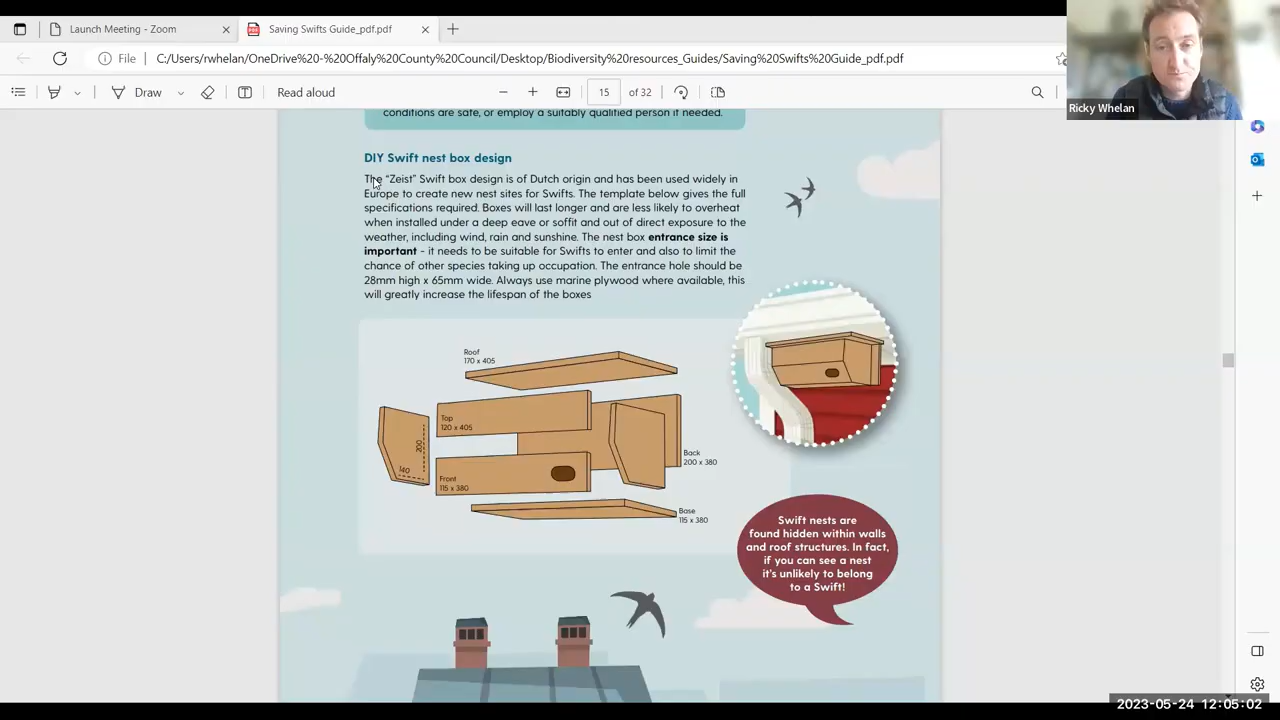 Launch Meeting - Zoom
Saving Swifts Guide_pdf.pdf
File C:/Users/rwhelan/OneDrive%20-%20Offaly%20County%20Council/Desktop/Biodiversity%20resources_Guides/Saving%20Swifts%20Guide_pdf.pdf
Draw
Read aloud
15 of 32
Ricky Whelan
conditions are safe, or employ a suitably qualified person if needed.
DIY Swift nest box design
The “Zeist” Swift box design is of Dutch origin and has been used widely in
Europe to create new nest sites for Swifts. The template below gives the full
specifications required. Boxes will last longer and are less likely to overheat
when installed under a deep eave or soffit and out of direct exposure to the
weather, including wind, rain and sunshine. The nest box entrance size is
important - it needs to be suitable for Swifts to enter and also to limit the
chance of other species taking up occupation. The entrance hole should be
28mm high x 65mm wide. Always use marine plywood where available, this
will greatly increase the lifespan of the boxes
Roof
170 x 405
Top
120 x 405
200
140
Back
200 x 380
Front
115 x 380
Base
115 x 380
Swift nests are
found hidden within walls
and roof structures. In fact,
if you can see a nest
it's unlikely to belong
to a Swift!
2023-05-24 12:05:02